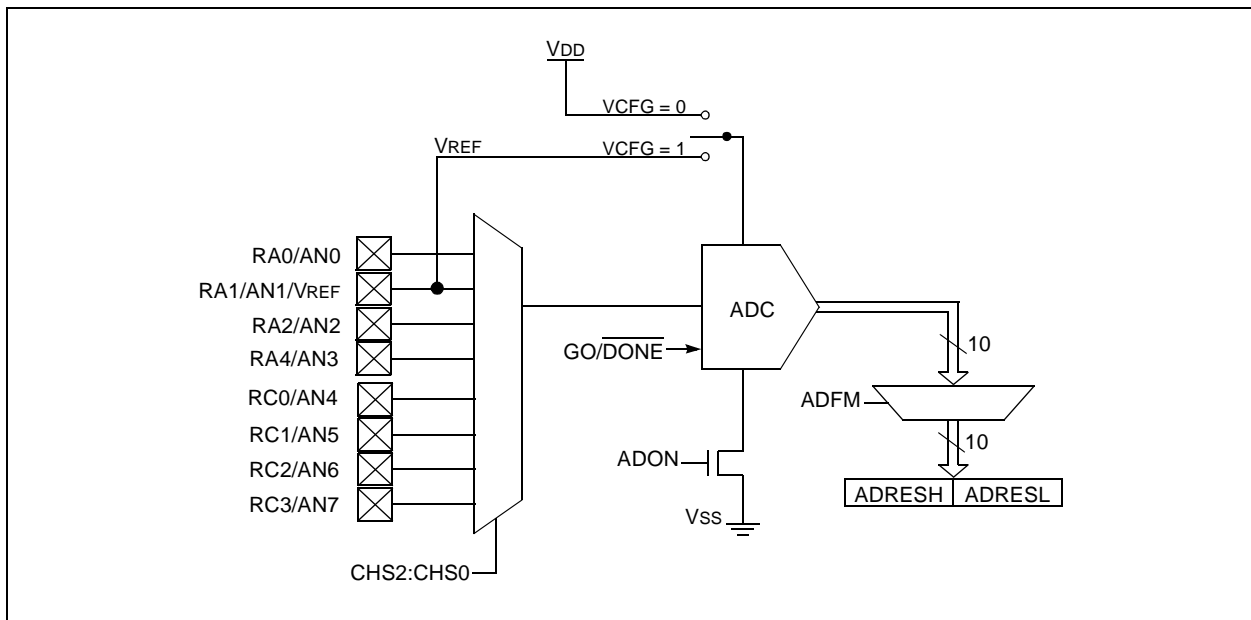 VDD
VCFG = 0
VREF
VCFG = 1
RA0/AN0
RA1/AN1/VREF
RA2/AN2
RA4/AN3
RC0/AN4
RC1/AN5
RC2/AN6
RC3/AN7
CHS2:CHS0
ADC
GO/DONE
10
ADFM
10
ADON
ADRESH ADRESL
VSS